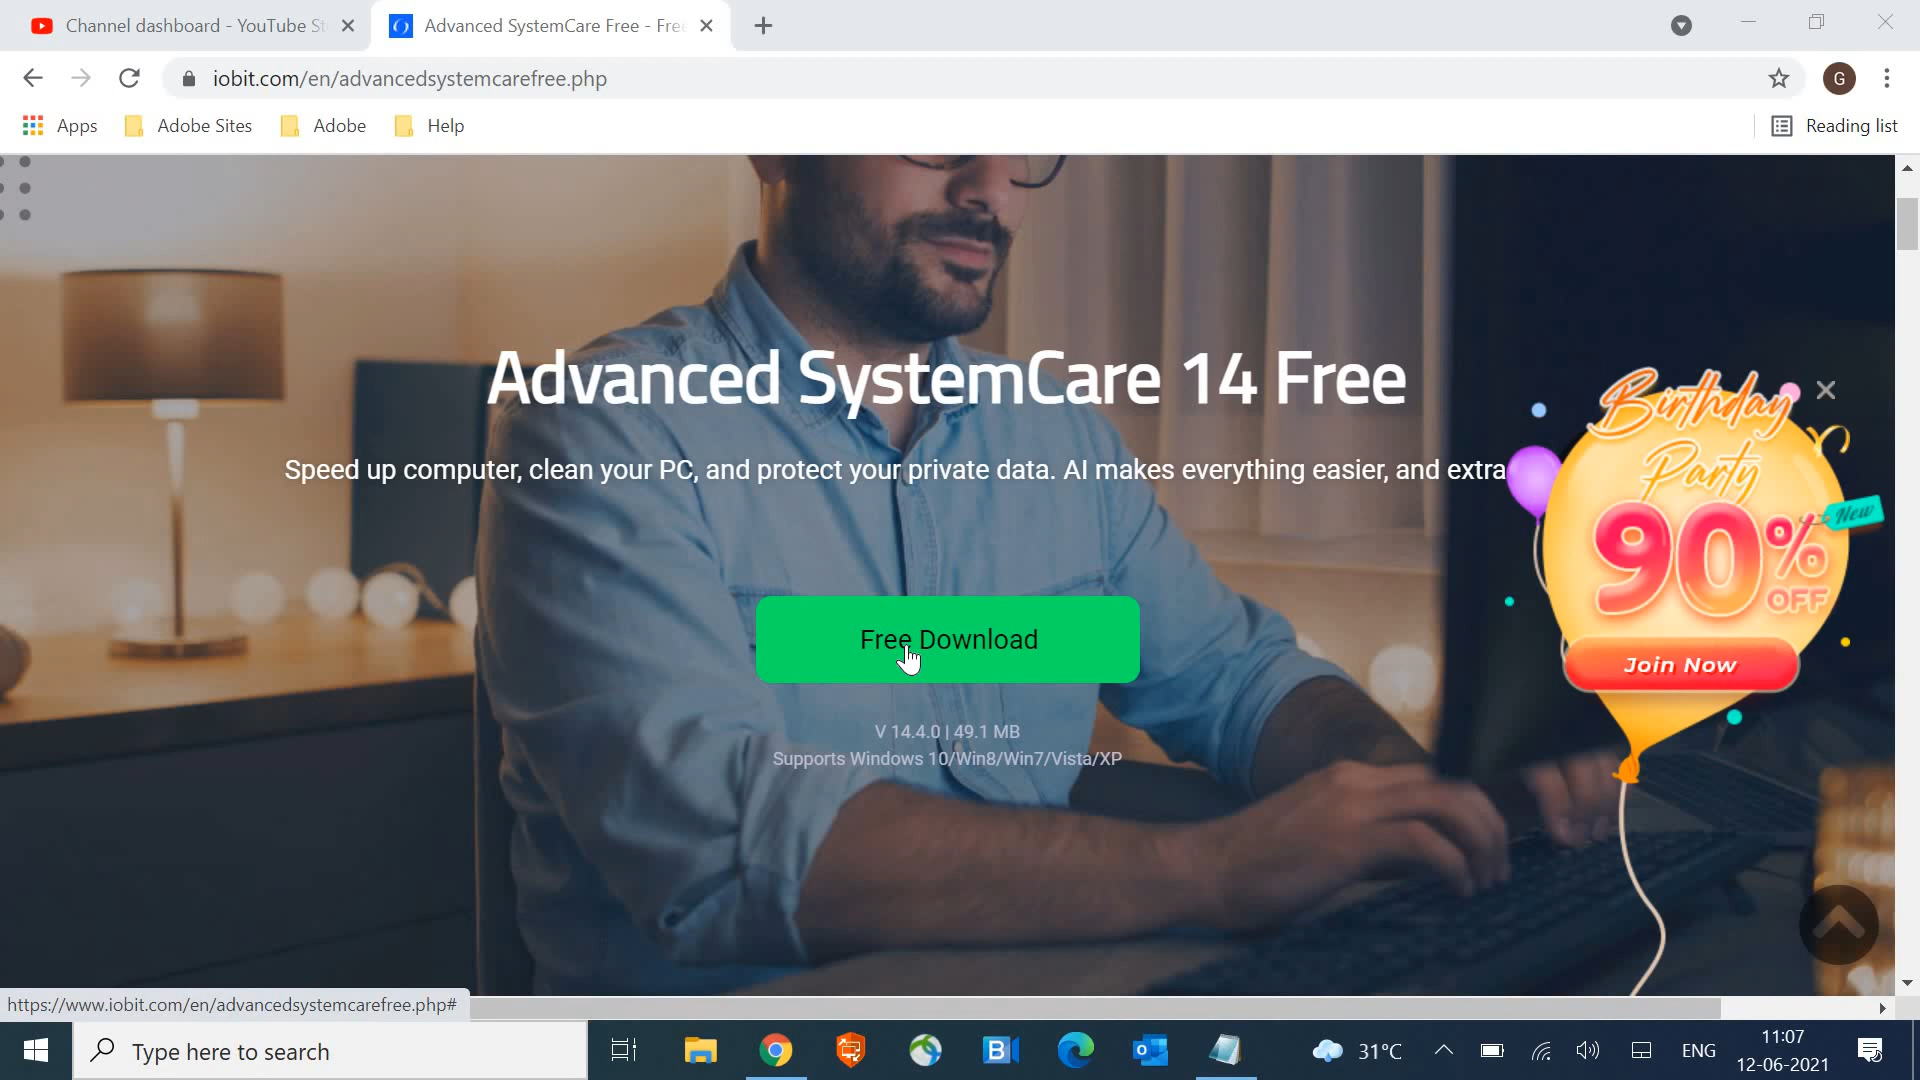 Channel dashboard - YouTube St
Advanced SystemCare Free - Free
G
iobit.com/en/advancedsystemcarefree.php
Apps
Adobe Sites
Adobe
Help
Reading list
Advanced SystemCare 14 Free
Speed up computer, clean your PC, and protect your private data. AI makes everything easier, and extra
Free Download
V 14.4.0 | 49.1 MB
Supports Windows 10/Win8/Win7/Vista/XP
Birthday
Party
New
90%
OFF
Join Now
https://www.iobit.com/en/advancedsystemcarefree.php#
Type here to search
31°C
ENG
11:07
12-06-2021